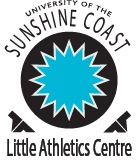 UNIVERSITY OF THE
SUNSHINE COAST
Little Athletics Centre